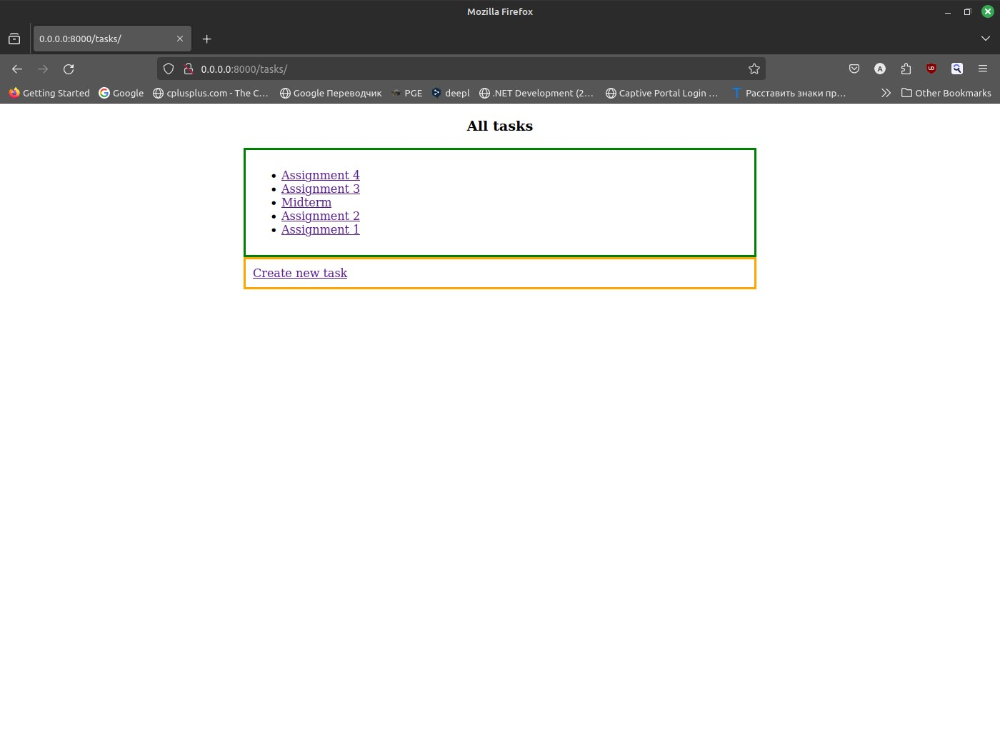 Mozilla Firefox
0.0.0.0:8000/tasks/
0.0.0.0:8000/tasks/
Getting Started Google cplusplus.com - The C… Google Переводчик PGE deepl .NET Development (2… Captive Portal Login … Расставить знаки пр… Other Bookmarks
All tasks
Assignment 4
Assignment 3
Midterm
Assignment 2
Assignment 1
Create new task